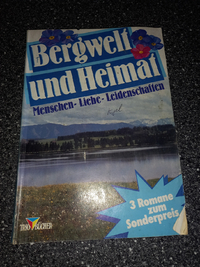 Bergwelt
und Heimat
Menschen - Liebe - Leidenschaften
3 Romane
zum
Sonderpreis